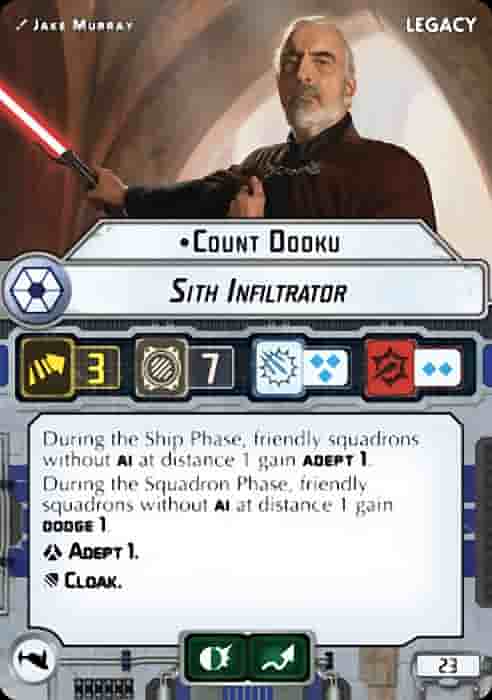 JAKE MURRAY
LEGACY
•COUNT DOOKU
SITH INFILTRATOR
3
7
During the Ship Phase, friendly squadrons
without AI at distance 1 gain ADEPT 1.
During the Squadron Phase, friendly
squadrons without AI at distance 1 gain
DODGE 1.
ADEPT 1.
CLOAK.
23